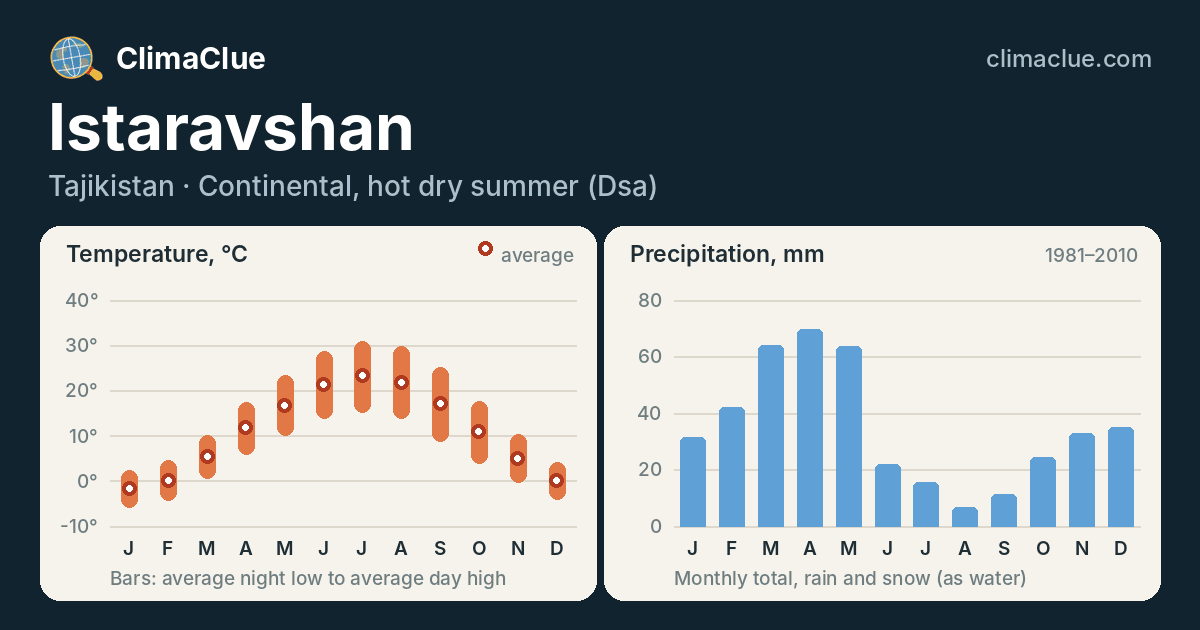 ClimaClue
climaclue.com
Istaravshan
Tajikistan · Continental, hot dry summer (Dsa)
Temperature, °C
average
40°
30°
20°
10°
0°
-10°
J F M A M J J A S O N D
Bars: average night low to average day high
Precipitation, mm
1981–2010
80
60
40
20
0
J F M A M J J A S O N D
Monthly total, rain and snow (as water)